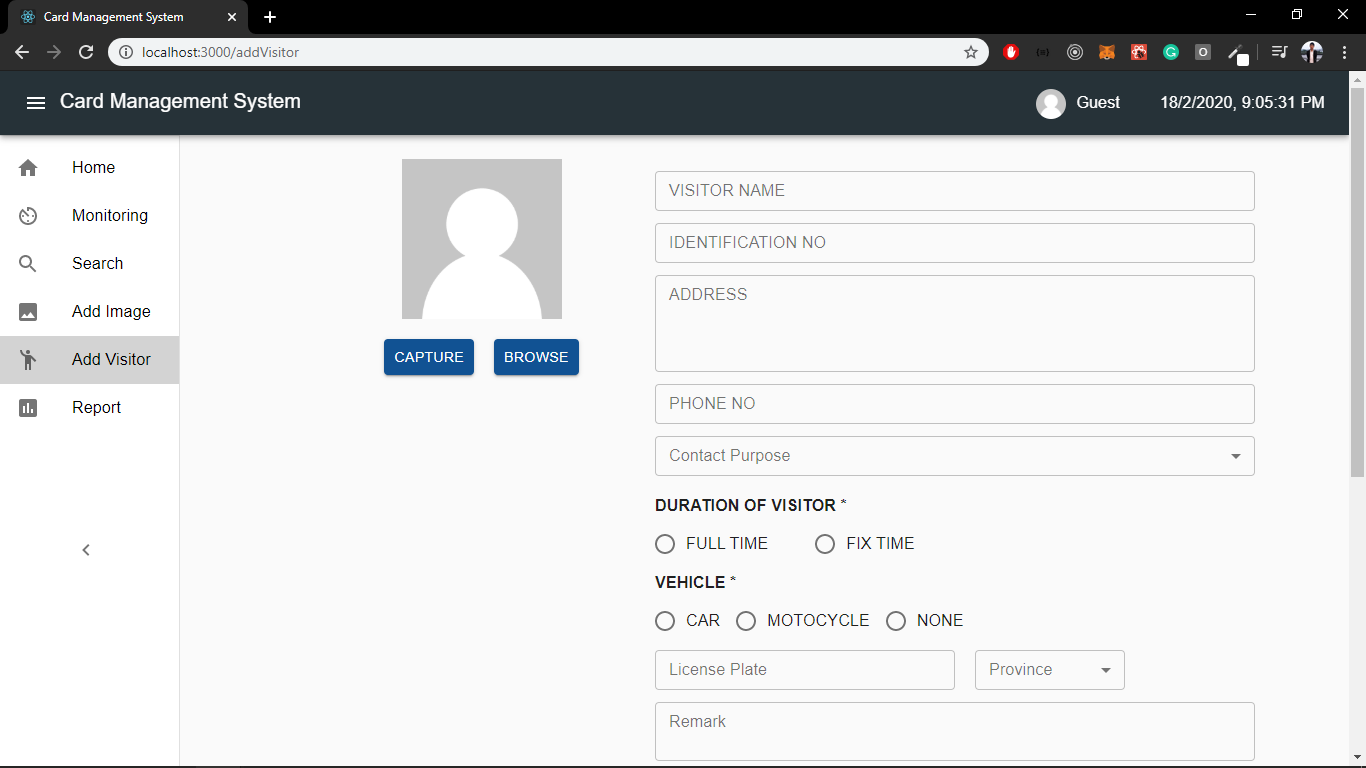 Card Management System
localhost:3000/addVisitor
Card Management System
Guest
18/2/2020, 9:05:31 PM
Home
Monitoring
Search
Add Image
Add Visitor
Report
CAPTURE
BROWSE
VISITOR NAME
IDENTIFICATION NO
ADDRESS
PHONE NO
Contact Purpose
DURATION OF VISITOR *
FULL TIME FIX TIME
VEHICLE *
CAR MOTOCYCLE NONE
License Plate Province
Remark